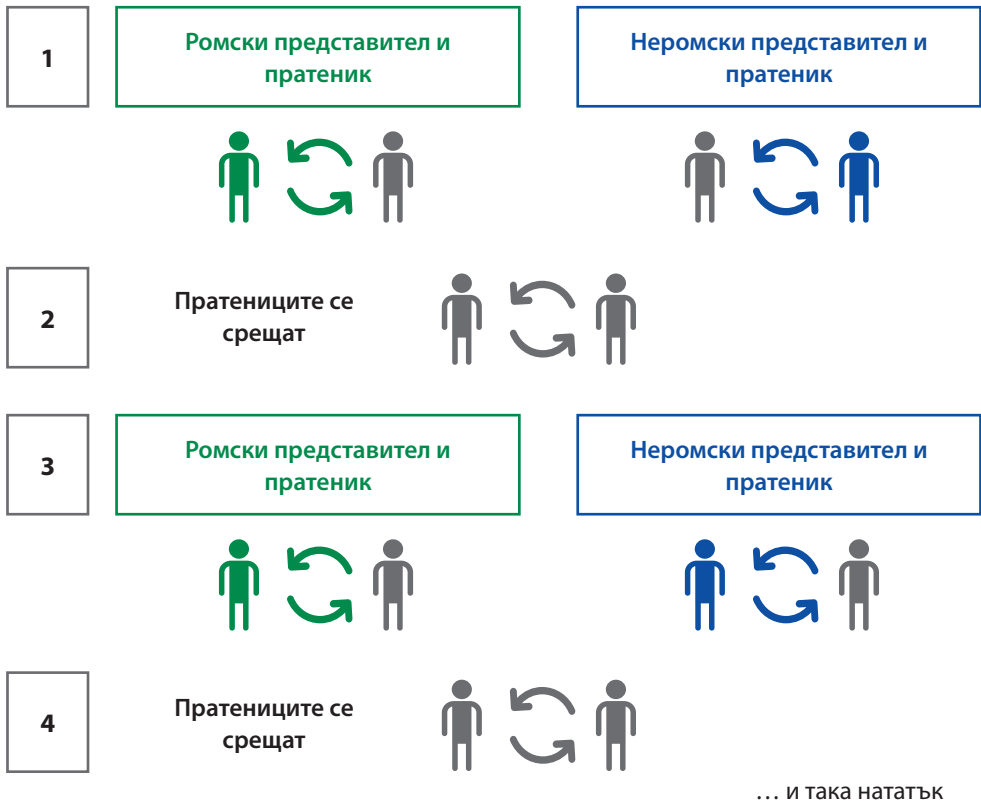 1
Ромски представител и
пратеник
Неромски представител и
пратеник
2
Пратениците се
срещат
3
Ромски представител и
пратеник
Неромски представител и
пратеник
4
Пратениците се
срещат
… и така нататък